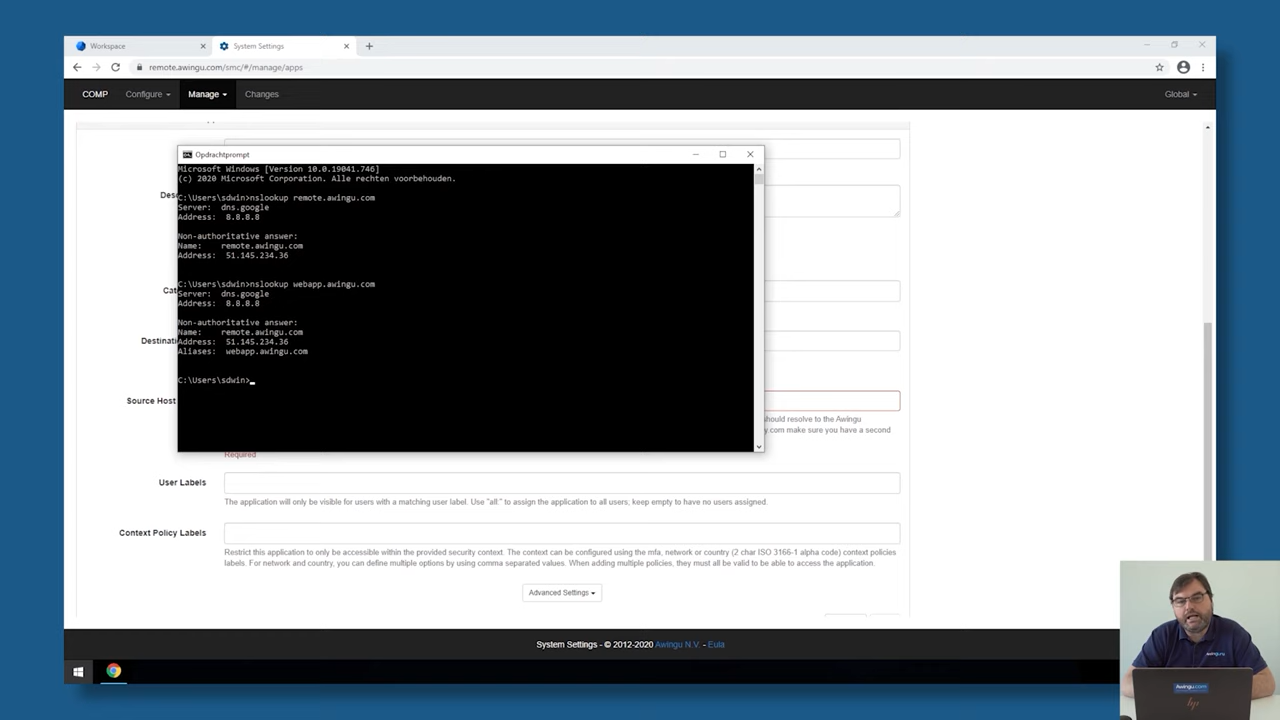 Workspace
System Settings
remote.awingu.com/smc/#/manage/apps
COMP Configure Manage Changes Global
Opdrachtprompt
Microsoft Windows [Version 10.0.19041.746]
(c) 2020 Microsoft Corporation. Alle rechten voorbehouden.
C:\Users\sdwin>nslookup remote.awingu.com
Server: dns.google
Address: 8.8.8.8
Non-authoritative answer:
Name: remote.awingu.com
Address: 51.145.234.36
C:\Users\sdwin>nslookup webapp.awingu.com
Server: dns.google
Address: 8.8.8.8
Non-authoritative answer:
Name: remote.awingu.com
Address: 51.145.234.36
Aliases: webapp.awingu.com
C:\Users\sdwin>
Des
Cat
Destinati
Source Host
should resolve to the Awingu
y.com make sure you have a second
Required
User Labels
The application will only be visible for users with a matching user label. Use "all:" to assign the application to all users, keep empty to have no users assigned.
Context Policy Labels
Restrict this application to only be accessible within the provided security context. The context can be configured using the mfa, network or country (2 char ISO 3166-1 alpha code) context policies
labels. For network and country, you can define multiple options by using comma separated values. When adding multiple policies, they must all be valid to be able to access the application.
Advanced Settings
System Settings - © 2012-2020 Awingu N.V. - Eula
Awingu
hp